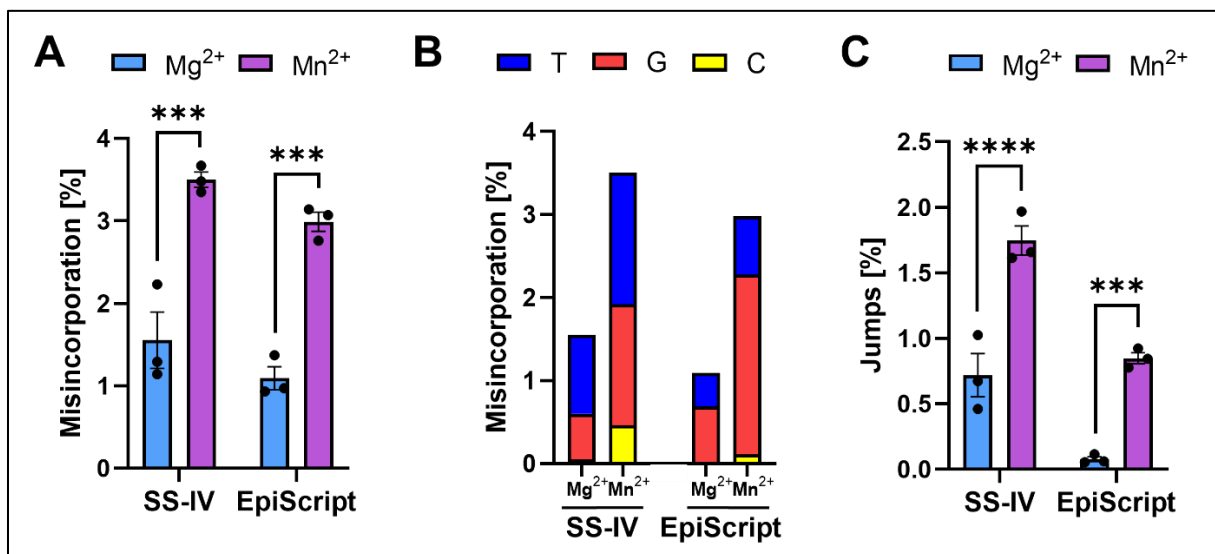 A
Mg²⁺ Mn²⁺
Misincorporation [%]
4
3
2
1
0
***
***
SS-IV EpiScript
B
T G C
Misincorporation [%]
4
3
2
1
0
Mg²⁺Mn²⁺ Mg²⁺Mn²⁺
SS-IV EpiScript
C
Mg²⁺ Mn²⁺
Jumps [%]
2.5
2.0
1.5
1.0
0.5
0.0
****
***
SS-IV EpiScript